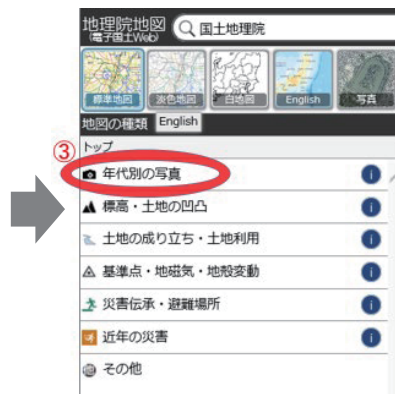 地理院地図
(電子国土Web)
国土地理院
標準地図 淡色地図 白地図 English 写真
地図の種類 English
トップ
③
年代別の写真
標高・土地の凹凸
土地の成り立ち・土地利用
基準点・地磁気・地殻変動
災害伝承・避難場所
近年の災害
その他